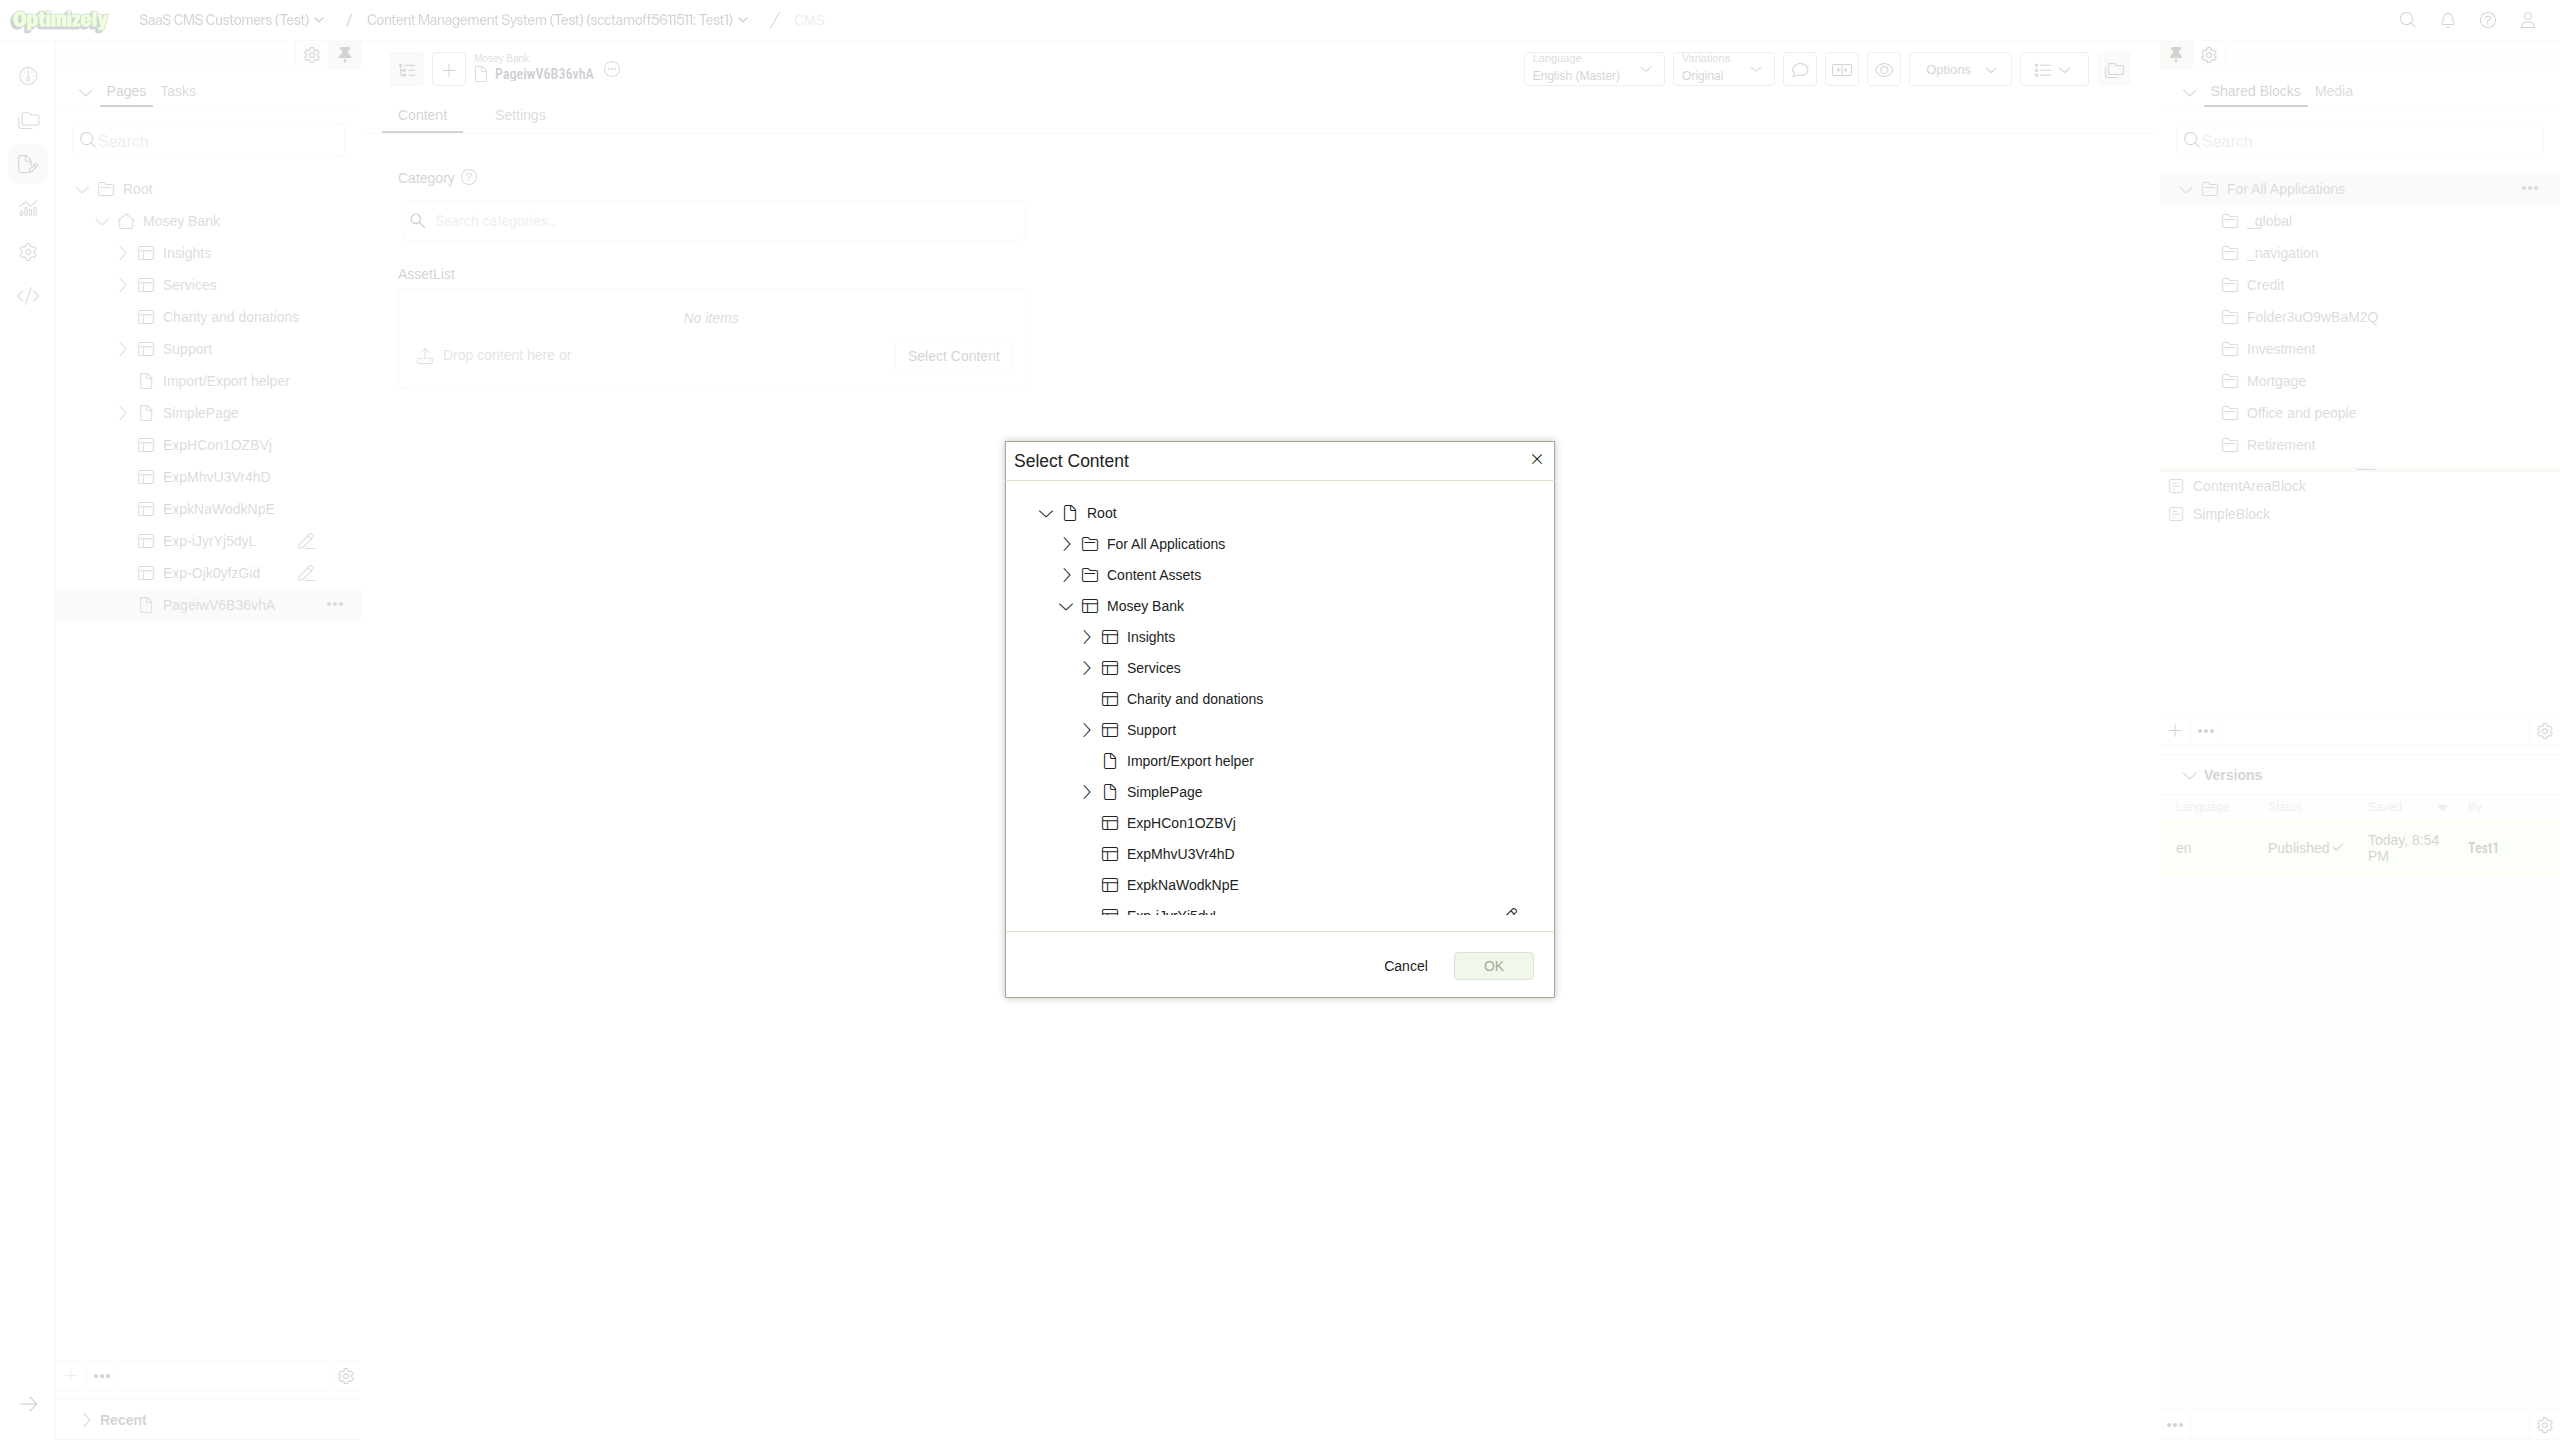 Optimizely
SaaS CMS Customers (Test) / Content Management System (Test) (scctamoff5611511: Test1) / CMS
Pages Tasks
Search
Root
Mosey Bank
Insights
Services
Charity and donations
Support
Import/Export helper
SimplePage
ExpHCon1OZBVj
ExpMhvU3Vr4hD
ExpkNaWodkNpE
Exp-iJyrYj5dyL
Exp-Ojk0yfzGid
PageiwV6B36vhA
Recent
Mosey Bank
PageiwV6B36vhA
Language
English (Master)
Variations
Original
Options
Content Settings
Category
Search categories...
AssetList
No items
Drop content here or
Select Content
Select Content
Root
For All Applications
Content Assets
Mosey Bank
Insights
Services
Charity and donations
Support
Import/Export helper
SimplePage
ExpHCon1OZBVj
ExpMhvU3Vr4hD
ExpkNaWodkNpE
Exp-iJyrYj5dyL
Cancel OK
Shared Blocks Media
Search
For All Applications
_global
_navigation
Credit
Folder3uO9wBaM2Q
Investment
Mortgage
Office and people
Retirement
ContentAreaBlock
SimpleBlock
Versions
Language Status Saved By
en Published Today, 8:54 PM Test1